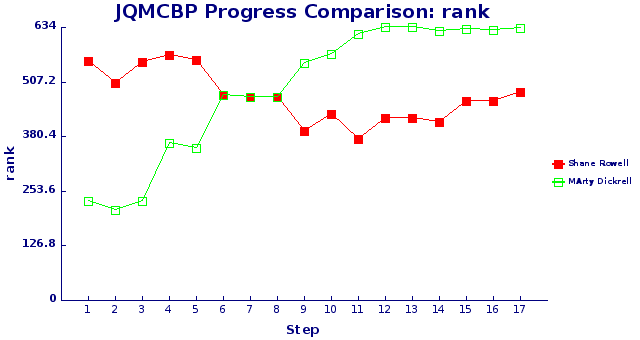 JQMCBP Progress Comparison: rank
634
507.2
380.4
253.6
126.8
0
rank
1 2 3 4 5 6 7 8 9 10 11 12 13 14 15 16 17
Step
Shane Rowell
MArty Dickrell